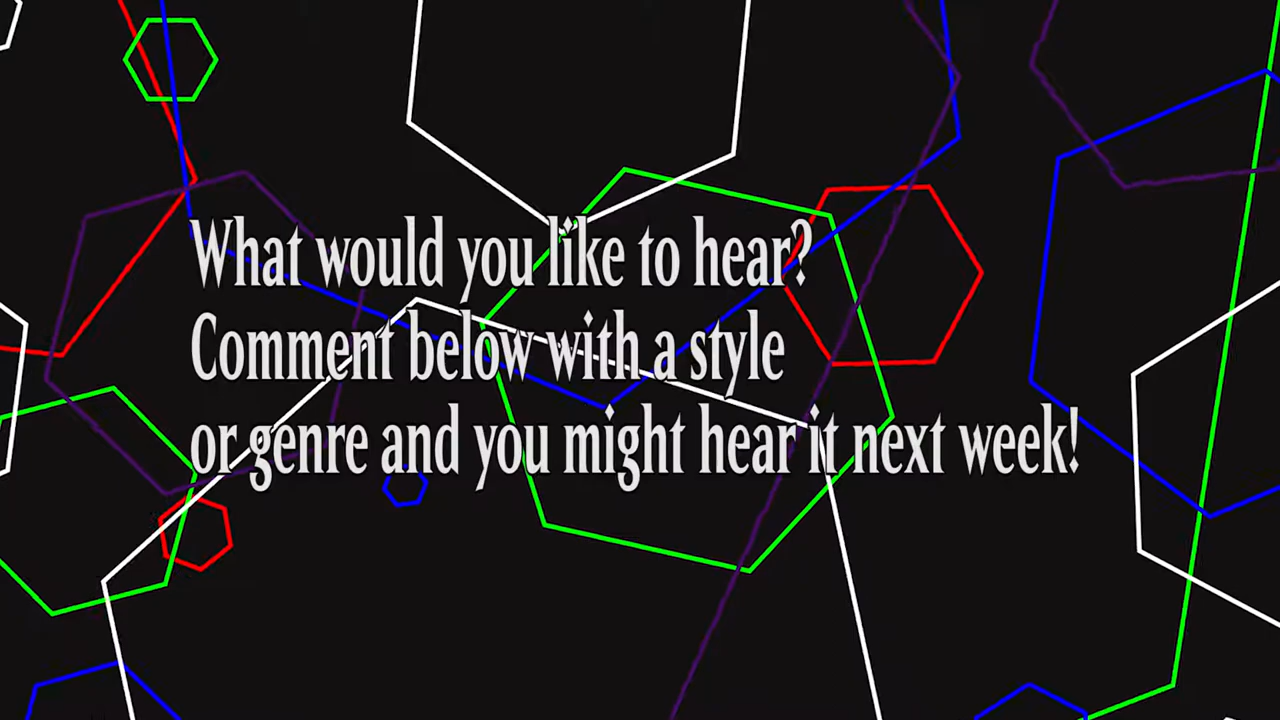 What would you like to hear?
Comment below with a style
or genre and you might hear it next week!